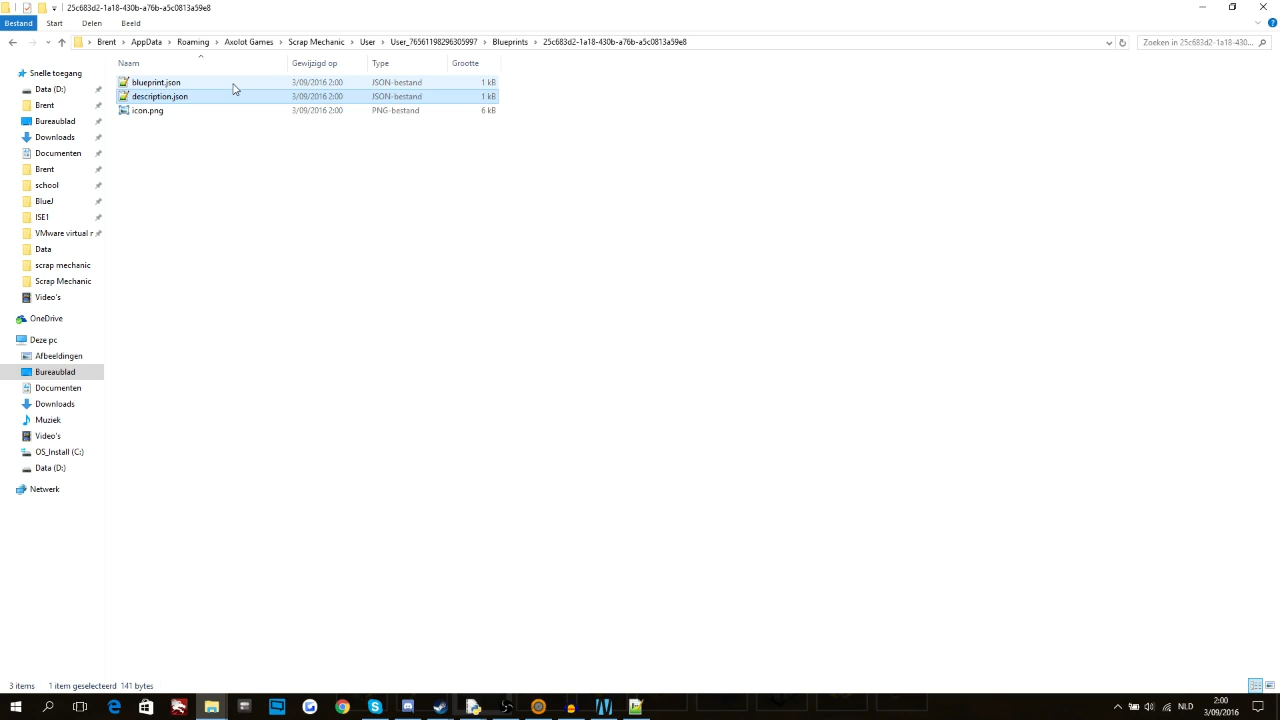 25c683d2-1a18-430b-a76b-a5c0813a59e8
Bestand Start Delen Beeld
Brent > AppData > Roaming > Axolot Games > Scrap Mechanic > User > User_76561198296305997 > Blueprints > 25c683d2-1a18-430b-a76b-a5c0813a59e8
Zoeken in 25c683d2-1a18-430...
Naam Gewijzigd op Type Grootte
blueprint.json 3/09/2016 2:00 JSON-bestand 1 kB
description.json 3/09/2016 2:00 JSON-bestand 1 kB
icon.png 3/09/2016 2:00 PNG-bestand 6 kB
Snelle toegang
Data (D:)
Brent
Bureaublad
Downloads
Documenten
Brent
school
BlueJ
ISE1
VMware virtual r
Data
scrap mechanic
Scrap Mechanic
Video's
OneDrive
Deze pc
Afbeeldingen
Bureaublad
Documenten
Downloads
Muziek
Video's
OS_Install (C:)
Data (D:)
Netwerk
3 items 1 item geselecteerd 141 bytes
NLD
2:00
3/09/2016